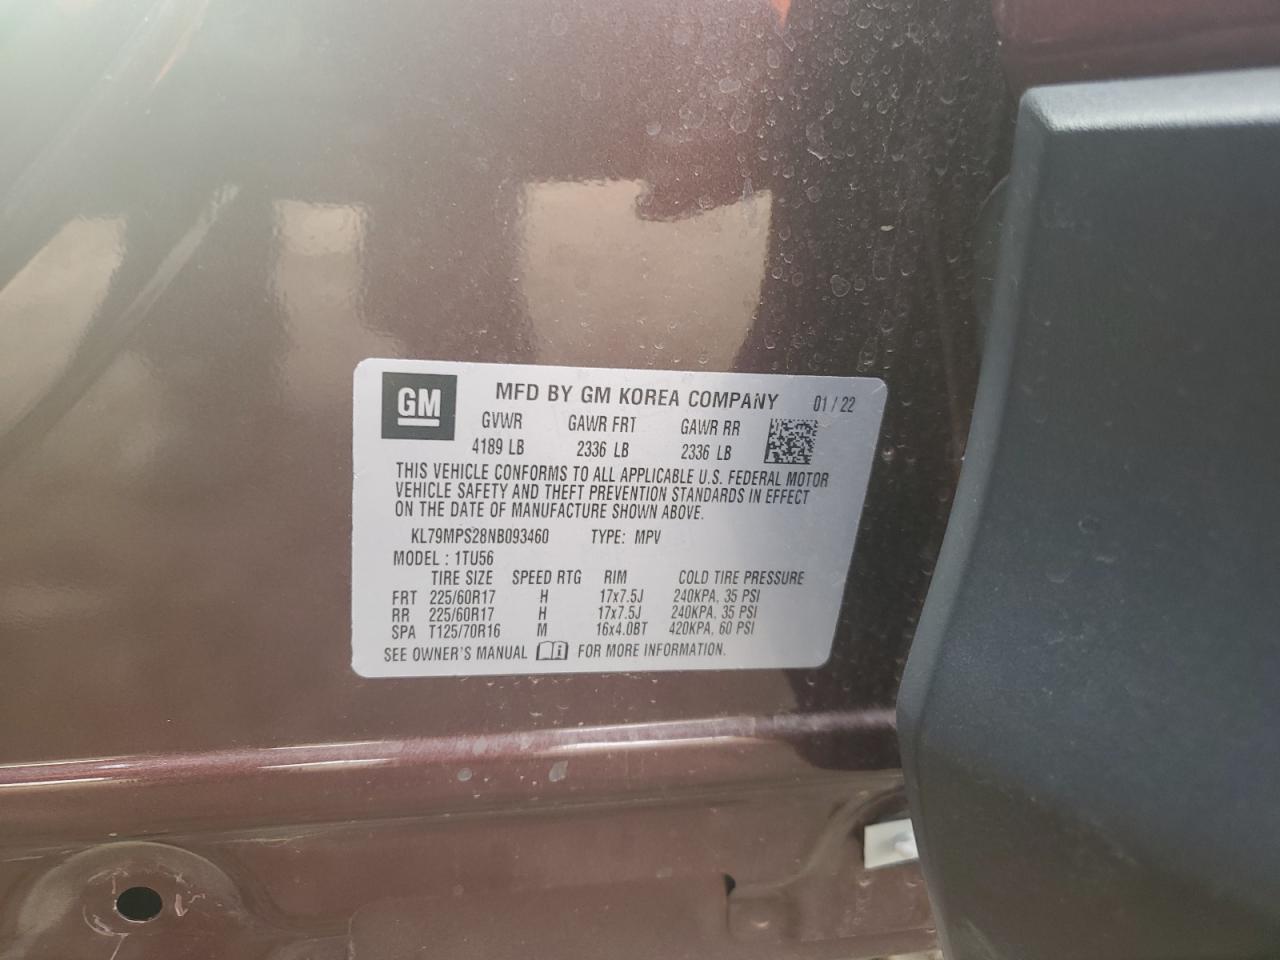 GM
MFD BY GM KOREA COMPANY 01 / 22
GVWR GAWR FRT GAWR RR
4189 LB 2336 LB 2336 LB
THIS VEHICLE CONFORMS TO ALL APPLICABLE U.S. FEDERAL MOTOR
VEHICLE SAFETY AND THEFT PREVENTION STANDARDS IN EFFECT
ON THE DATE OF MANUFACTURE SHOWN ABOVE.
KL79MPS28NB093460 TYPE: MPV
MODEL : 1TU56
TIRE SIZE SPEED RTG RIM COLD TIRE PRESSURE
FRT 225/60R17 H 17x7.5J 240KPA, 35 PSI
RR 225/60R17 H 17x7.5J 240KPA, 35 PSI
SPA T125/70R16 M 16x4.0BT 420KPA, 60 PSI
SEE OWNER'S MANUAL i FOR MORE INFORMATION.